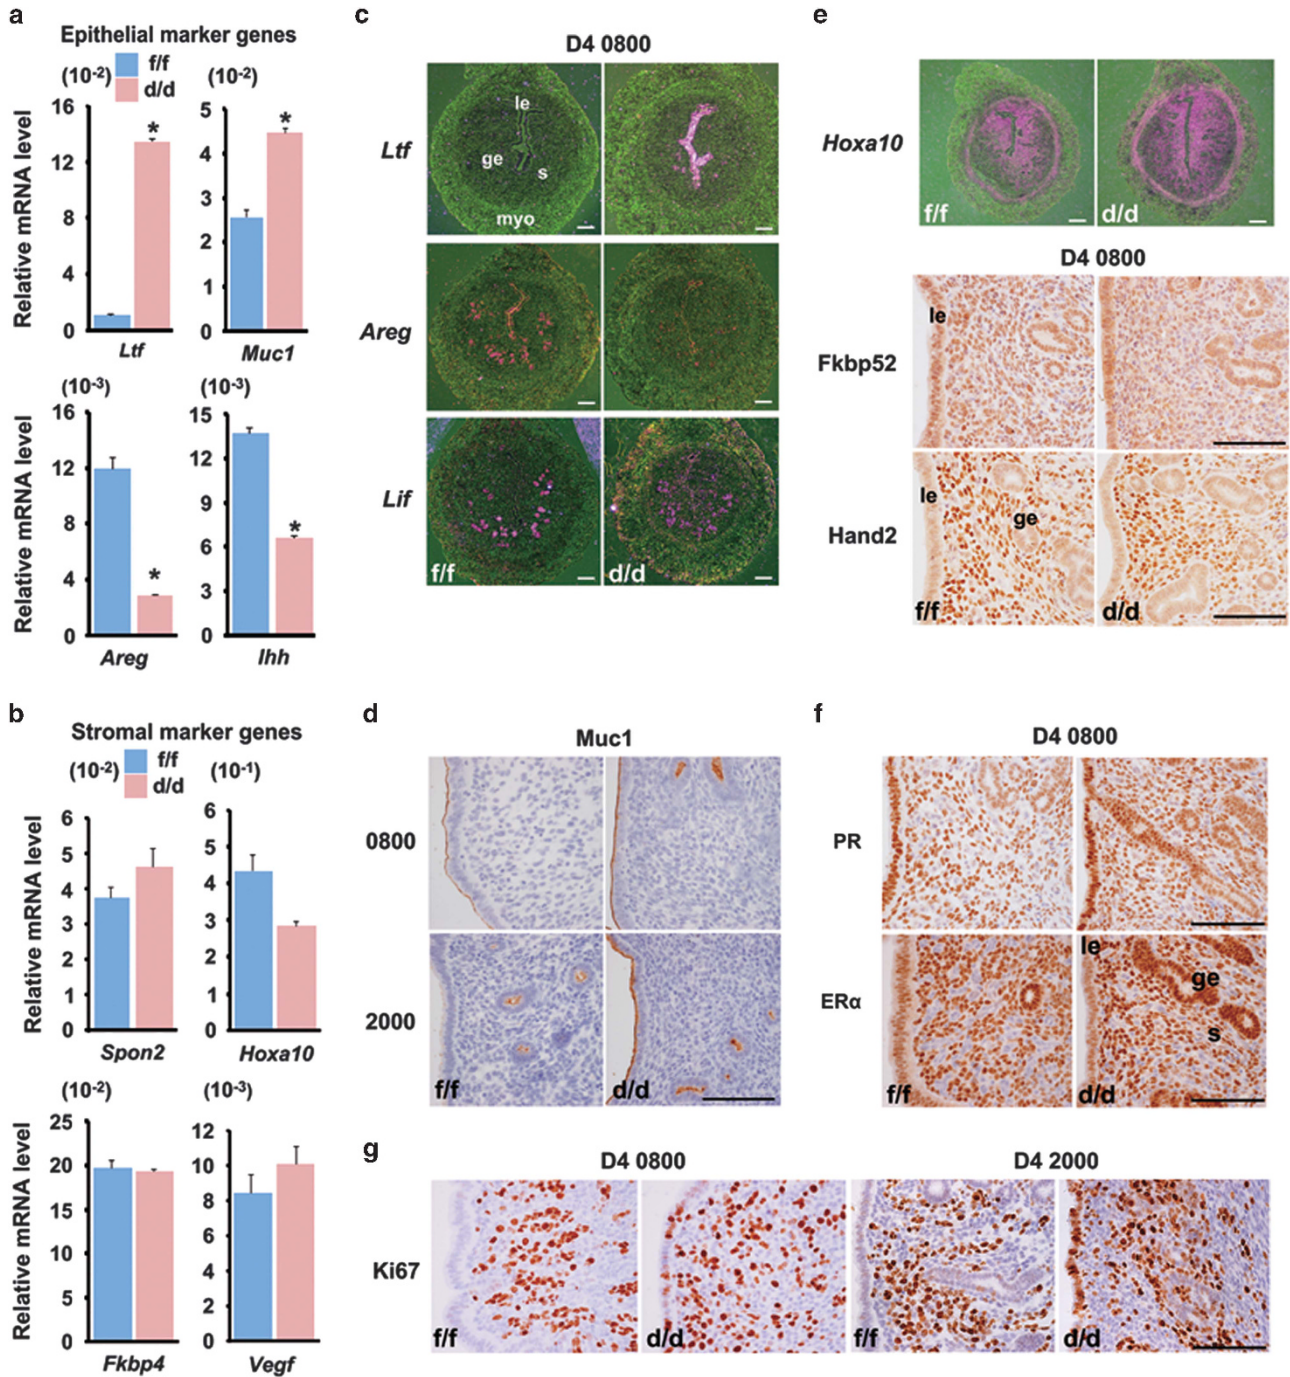 a
Epithelial marker genes
f/f
d/d
(10-2)
(10-2)
Relative mRNA level
16
12
8
4
0
*
Ltf
5
4
3
2
1
0
*
Muc1
(10-3)
(10-3)
Relative mRNA level
16
12
8
4
0
*
Areg
15
12
9
6
3
0
*
Ihh
b
Stromal marker genes
f/f
d/d
(10-2)
(10-1)
Relative mRNA level
6
5
4
3
2
1
0
Spon2
6
5
4
3
2
1
0
Hoxa10
(10-2)
(10-3)
Relative mRNA level
25
20
15
10
5
0
Fkbp4
12
10
8
6
4
2
0
Vegf
c
D4 0800
Ltf
le
ge
s
myo
Areg
Lif
f/f
d/d
d
Muc1
0800
2000
f/f
d/d
e
Hoxa10
f/f
d/d
D4 0800
Fkbp52
le
Hand2
le
ge
f/f
d/d
f
D4 0800
PR
ERα
le
ge
s
f/f
d/d
g
D4 0800
D4 2000
Ki67
f/f
d/d
f/f
d/d